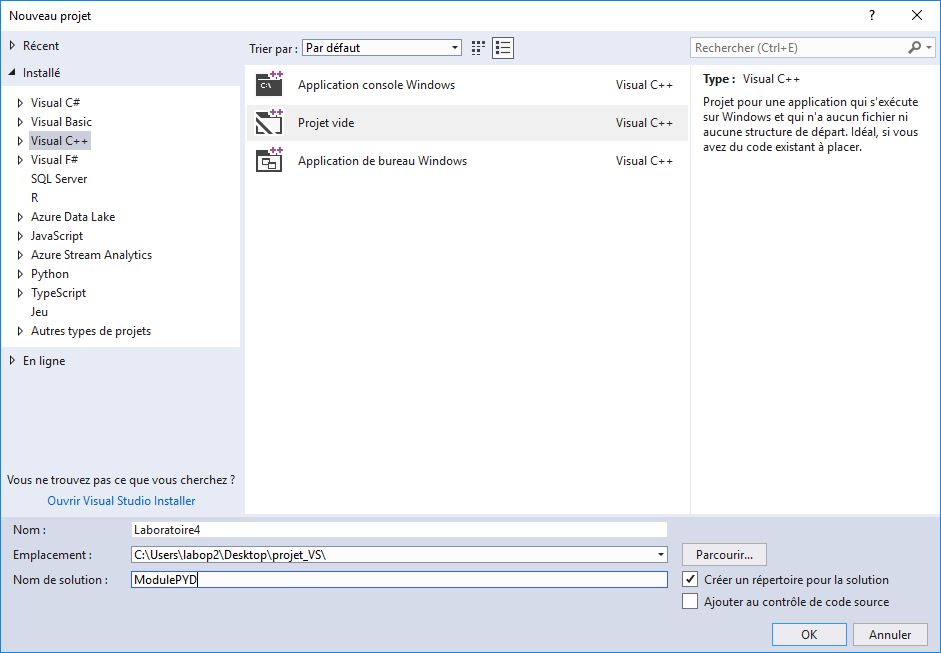 Nouveau projet
?
Récent
Installé
Visual C#
Visual Basic
Visual C++
Visual F#
SQL Server
R
Azure Data Lake
JavaScript
Azure Stream Analytics
Python
TypeScript
Jeu
Autres types de projets
En ligne
Vous ne trouvez pas ce que vous cherchez ?
Ouvrir Visual Studio Installer
Trier par : Par défaut
Application console Windows Visual C++
Projet vide Visual C++
Application de bureau Windows Visual C++
Rechercher (Ctrl+E)
Type : Visual C++
Projet pour une application qui s'exécute
sur Windows et qui n'a aucun fichier ni
aucune structure de départ. Idéal, si vous
avez du code existant à placer.
Nom : Laboratoire4
Emplacement : C:\Users\labop2\Desktop\projet_VS\
Parcourir...
Nom de solution : ModulePYD
Créer un répertoire pour la solution
Ajouter au contrôle de code source
OK Annuler